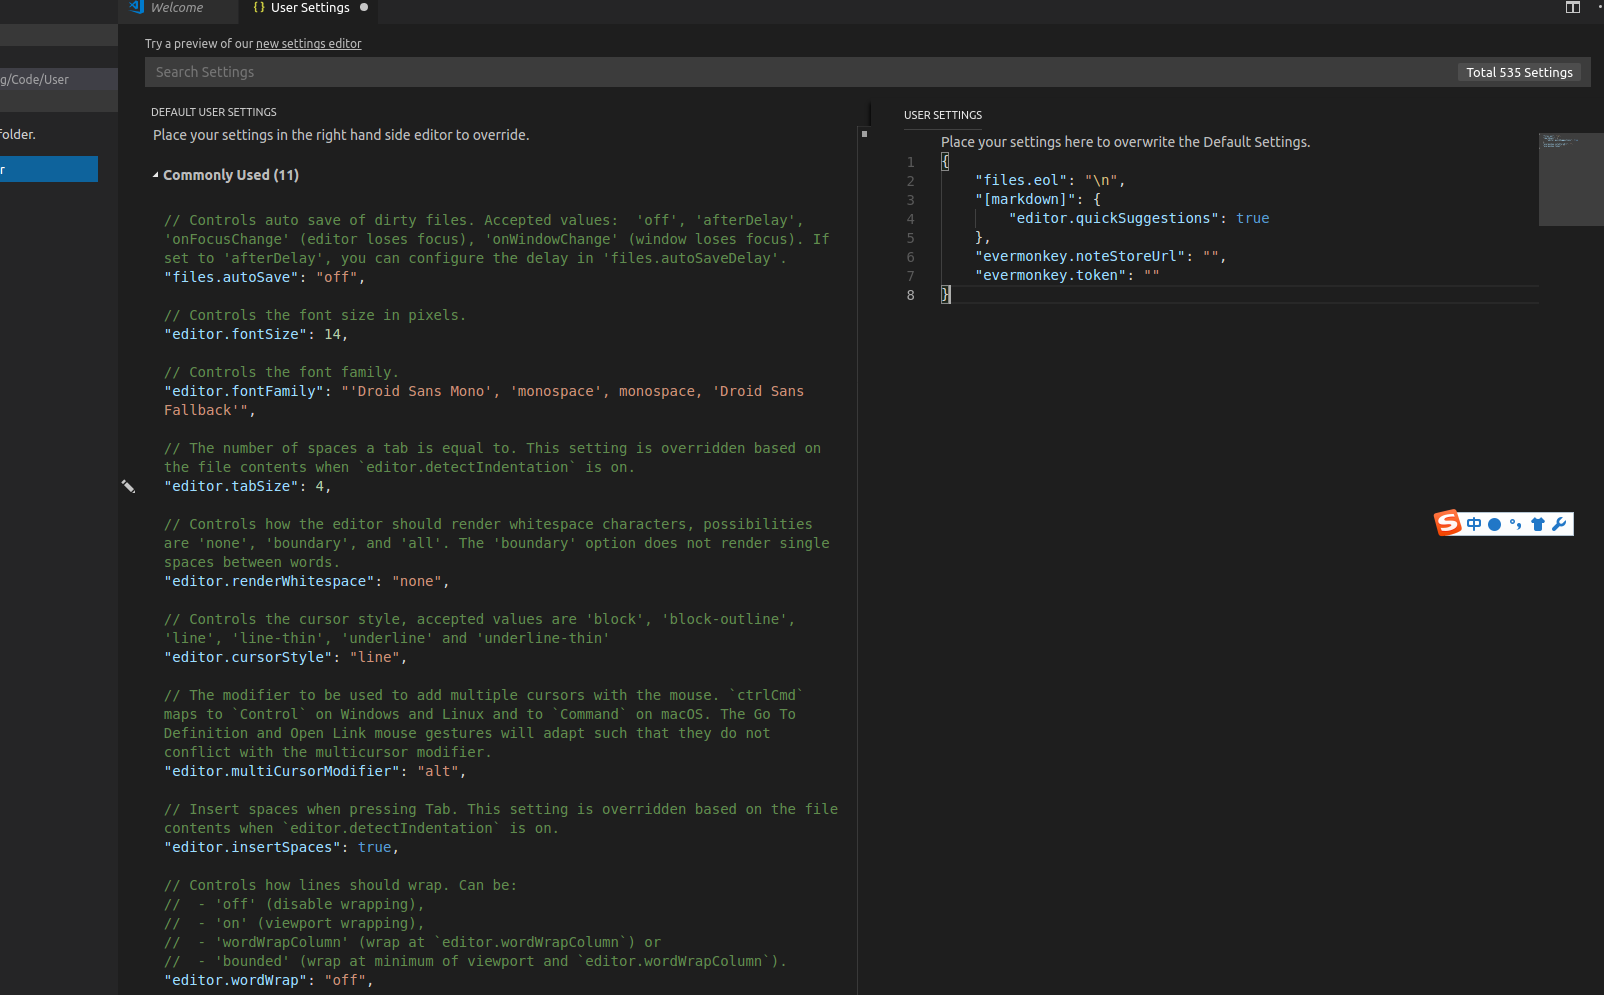 Welcome
{} User Settings
Try a preview of our new settings editor
Search Settings
Total 535 Settings
g/Code/User
older.
r
DEFAULT USER SETTINGS
Place your settings in the right hand side editor to override.
Commonly Used (11)
// Controls auto save of dirty files. Accepted values:  'off', 'afterDelay',
'onFocusChange' (editor loses focus), 'onWindowChange' (window loses focus). If
set to 'afterDelay', you can configure the delay in 'files.autoSaveDelay'.
"files.autoSave": "off",
// Controls the font size in pixels.
"editor.fontSize": 14,
// Controls the font family.
"editor.fontFamily": "'Droid Sans Mono', 'monospace', monospace, 'Droid Sans
Fallback'",
// The number of spaces a tab is equal to. This setting is overridden based on
the file contents when `editor.detectIndentation` is on.
"editor.tabSize": 4,
// Controls how the editor should render whitespace characters, possibilities
are 'none', 'boundary', and 'all'. The 'boundary' option does not render single
spaces between words.
"editor.renderWhitespace": "none",
// Controls the cursor style, accepted values are 'block', 'block-outline',
'line', 'line-thin', 'underline' and 'underline-thin'
"editor.cursorStyle": "line",
// The modifier to be used to add multiple cursors with the mouse. `ctrlCmd`
maps to `Control` on Windows and Linux and to `Command` on macOS. The Go To
Definition and Open Link mouse gestures will adapt such that they do not
conflict with the multicursor modifier.
"editor.multiCursorModifier": "alt",
// Insert spaces when pressing Tab. This setting is overridden based on the file
contents when `editor.detectIndentation` is on.
"editor.insertSpaces": true,
// Controls how lines should wrap. Can be:
//  - 'off' (disable wrapping),
//  - 'on' (viewport wrapping),
//  - 'wordWrapColumn' (wrap at `editor.wordWrapColumn`) or
//  - 'bounded' (wrap at minimum of viewport and `editor.wordWrapColumn`).
"editor.wordWrap": "off",
USER SETTINGS
Place your settings here to overwrite the Default Settings.
1 {
2     "files.eol": "\n",
3     "[markdown]": {
4         "editor.quickSuggestions": true
5     },
6     "evermonkey.noteStoreUrl": "",
7     "evermonkey.token": ""
8 }
S 中